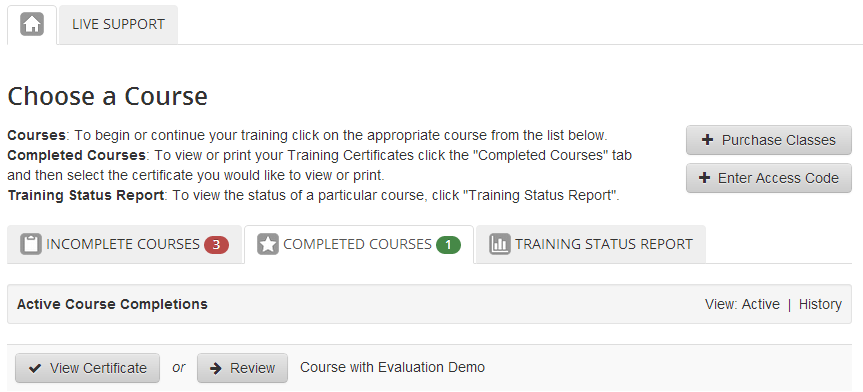 LIVE SUPPORT
Choose a Course
Courses: To begin or continue your training click on the appropriate course from the list below.
Completed Courses: To view or print your Training Certificates click the "Completed Courses" tab
and then select the certificate you would like to view or print.
Training Status Report: To view the status of a particular course, click "Training Status Report".
Purchase Classes
Enter Access Code
INCOMPLETE COURSES 3 COMPLETED COURSES 1 TRAINING STATUS REPORT
Active Course Completions View: Active | History
View Certificate or Review Course with Evaluation Demo